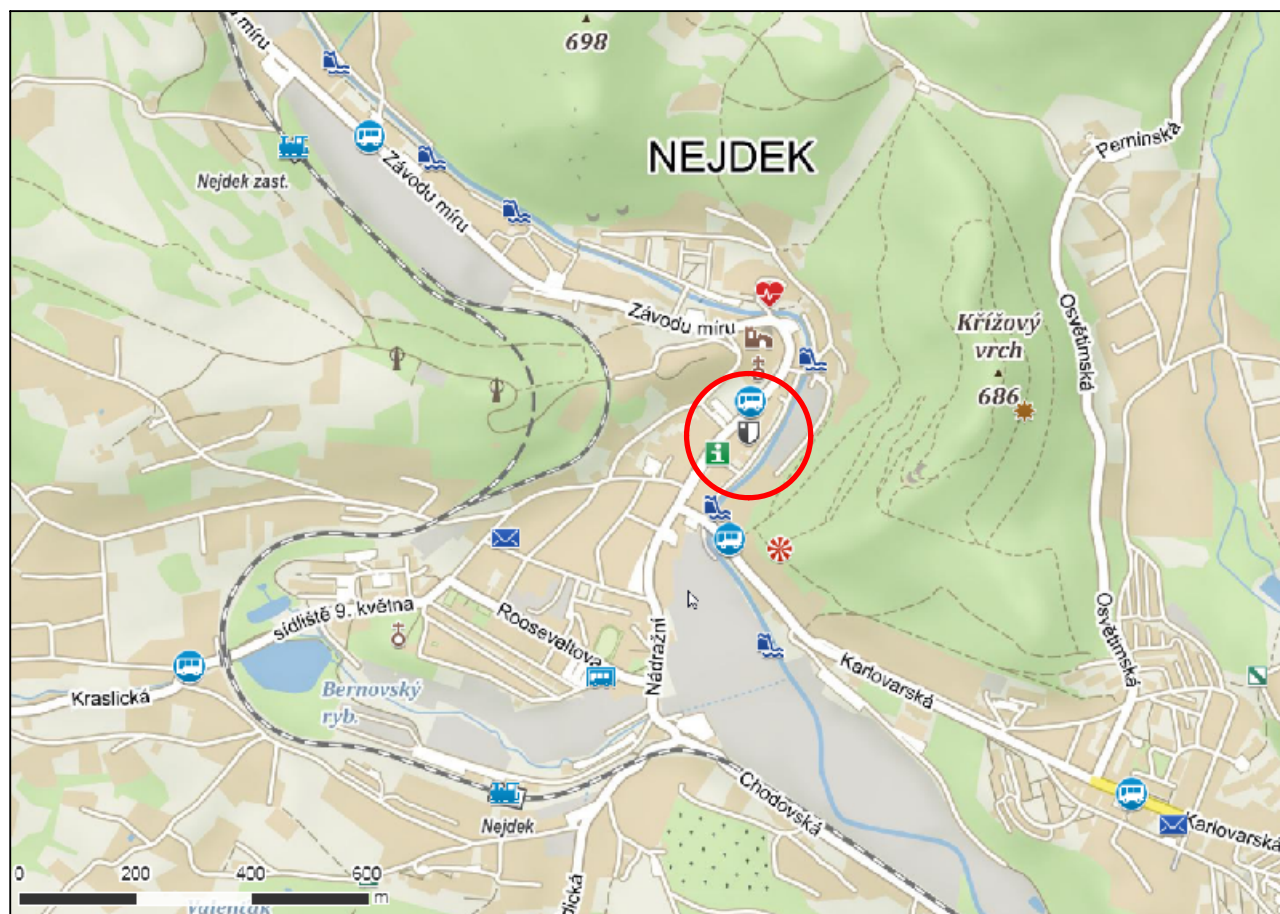 míru
698
NEJDEK
Perninská
Nejdek zast.
Závodu míru
Závodu míru
Osvětimská
Křížový
vrch
686
i
sídliště 9. května
Rooseveltova
Nádražní
Osvětimská
Kraslická
Bernovský
ryb.
Karlovarská
Chodovská
Nejdek
Karlovarská
0 200 400 600
m